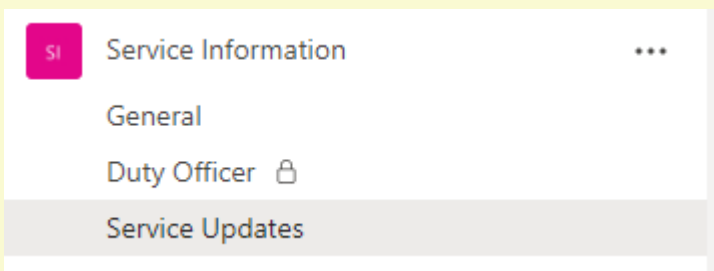 SI Service Information ...
General
Duty Officer
Service Updates